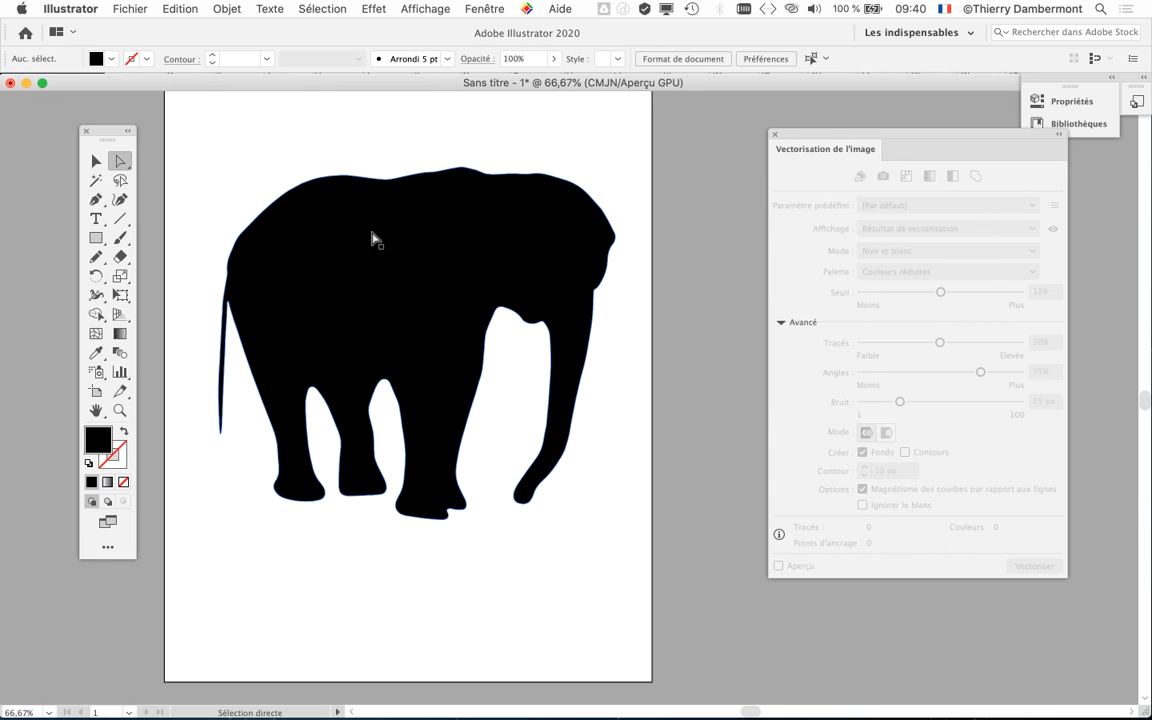 Illustrator Fichier Edition Objet Texte Sélection Effet Affichage Fenêtre Aide 100 % 09:40 ©Thierry Dambermont
Adobe Illustrator 2020 Les indispensables Rechercher dans Adobe Stock
Auc. sélect. Contour : Arrondi 5 pt Opacité : 100% Style : Format de document Préférences
Sans titre - 1* @ 66,67% (CMJN/Aperçu GPU)
Propriétés
Bibliothèques
Vectorisation de l'image
Paramètre prédéfini : [Par défaut]
Affichage : Résultat de vectorisation
Mode : Noir et blanc
Palette : Couleurs réduites
Seuil : 128
Moins Plus
Avancé
Tracés : 50%
Faible Elevée
Angles : 75%
Moins Plus
Bruit : 25 px
1 100
Mode :
Créer : Fonds Contours
Contour : 10 px
Options : Magnétisme des courbes par rapport aux lignes
Ignorer le blanc
Tracés : 0 Couleurs : 0
Points d'ancrage : 0
Aperçu Vectoriser
66,67% 1 Sélection directe